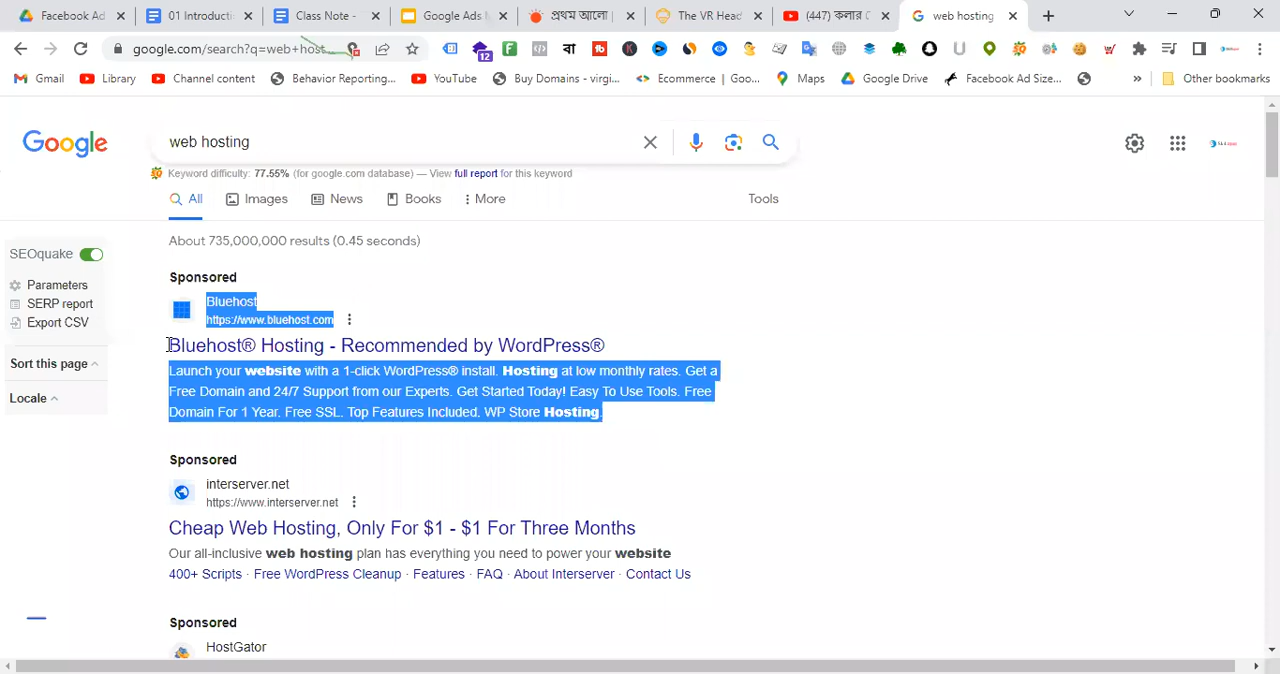 Facebook Ad
01 Introducti
Class Note -
Google Ads M
প্রথম আলো
The VR Head
(447) কলার
web hosting
google.com/search?q=web+host...
12
বা
Gmail
Library
Channel content
Behavior Reporting...
YouTube
Buy Domains - virgi...
Ecommerce | Goo...
Maps
Google Drive
Facebook Ad Size...
»
Other bookmarks
Google
web hosting
Keyword difficulty: 77.55% (for google.com database) — View full report for this keyword
All
Images
News
Books
More
Tools
About 735,000,000 results (0.45 seconds)
SEOquake
Parameters
SERP report
Export CSV
Sort this page
Locale
Sponsored
Bluehost
https://www.bluehost.com
Bluehost® Hosting - Recommended by WordPress®
Launch your website with a 1-click WordPress® install. Hosting at low monthly rates. Get a
Free Domain and 24/7 Support from our Experts. Get Started Today! Easy To Use Tools. Free
Domain For 1 Year. Free SSL. Top Features Included. WP Store Hosting.
Sponsored
interserver.net
https://www.interserver.net
Cheap Web Hosting, Only For $1 - $1 For Three Months
Our all-inclusive web hosting plan has everything you need to power your website
400+ Scripts · Free WordPress Cleanup · Features · FAQ · About Interserver · Contact Us
Sponsored
HostGator